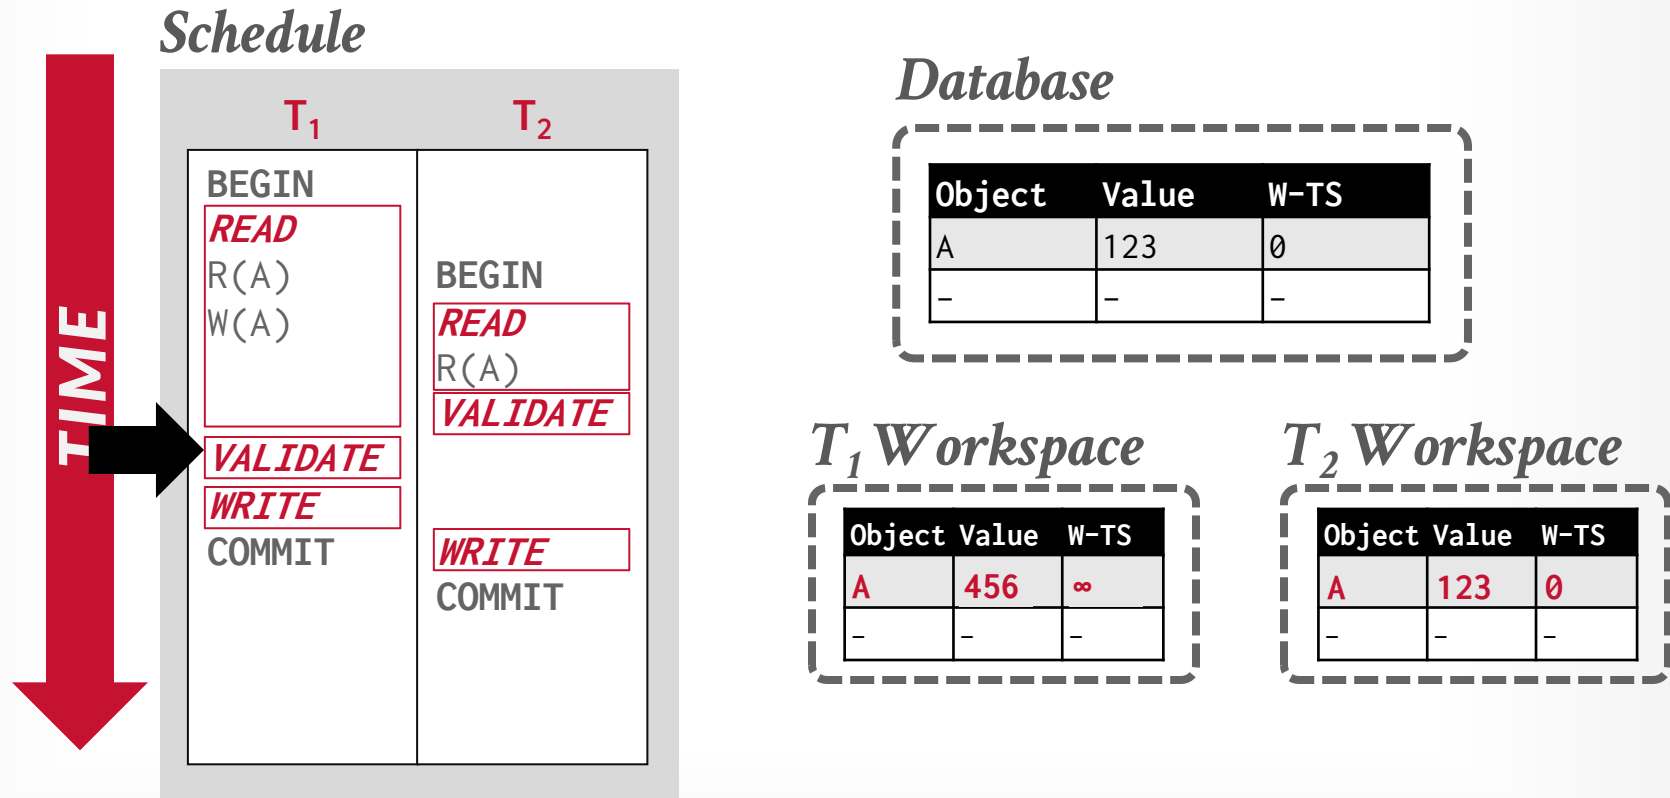 Schedule
TIME
T1 T2
BEGIN
READ
R(A) BEGIN
W(A) READ
R(A)
VALIDATE
VALIDATE
WRITE
COMMIT WRITE
COMMIT
Database
Object Value W-TS
A 123 0
- - -
T1 Workspace
Object Value W-TS
A 456 ∞
- - -
T2 Workspace
Object Value W-TS
A 123 0
- - -